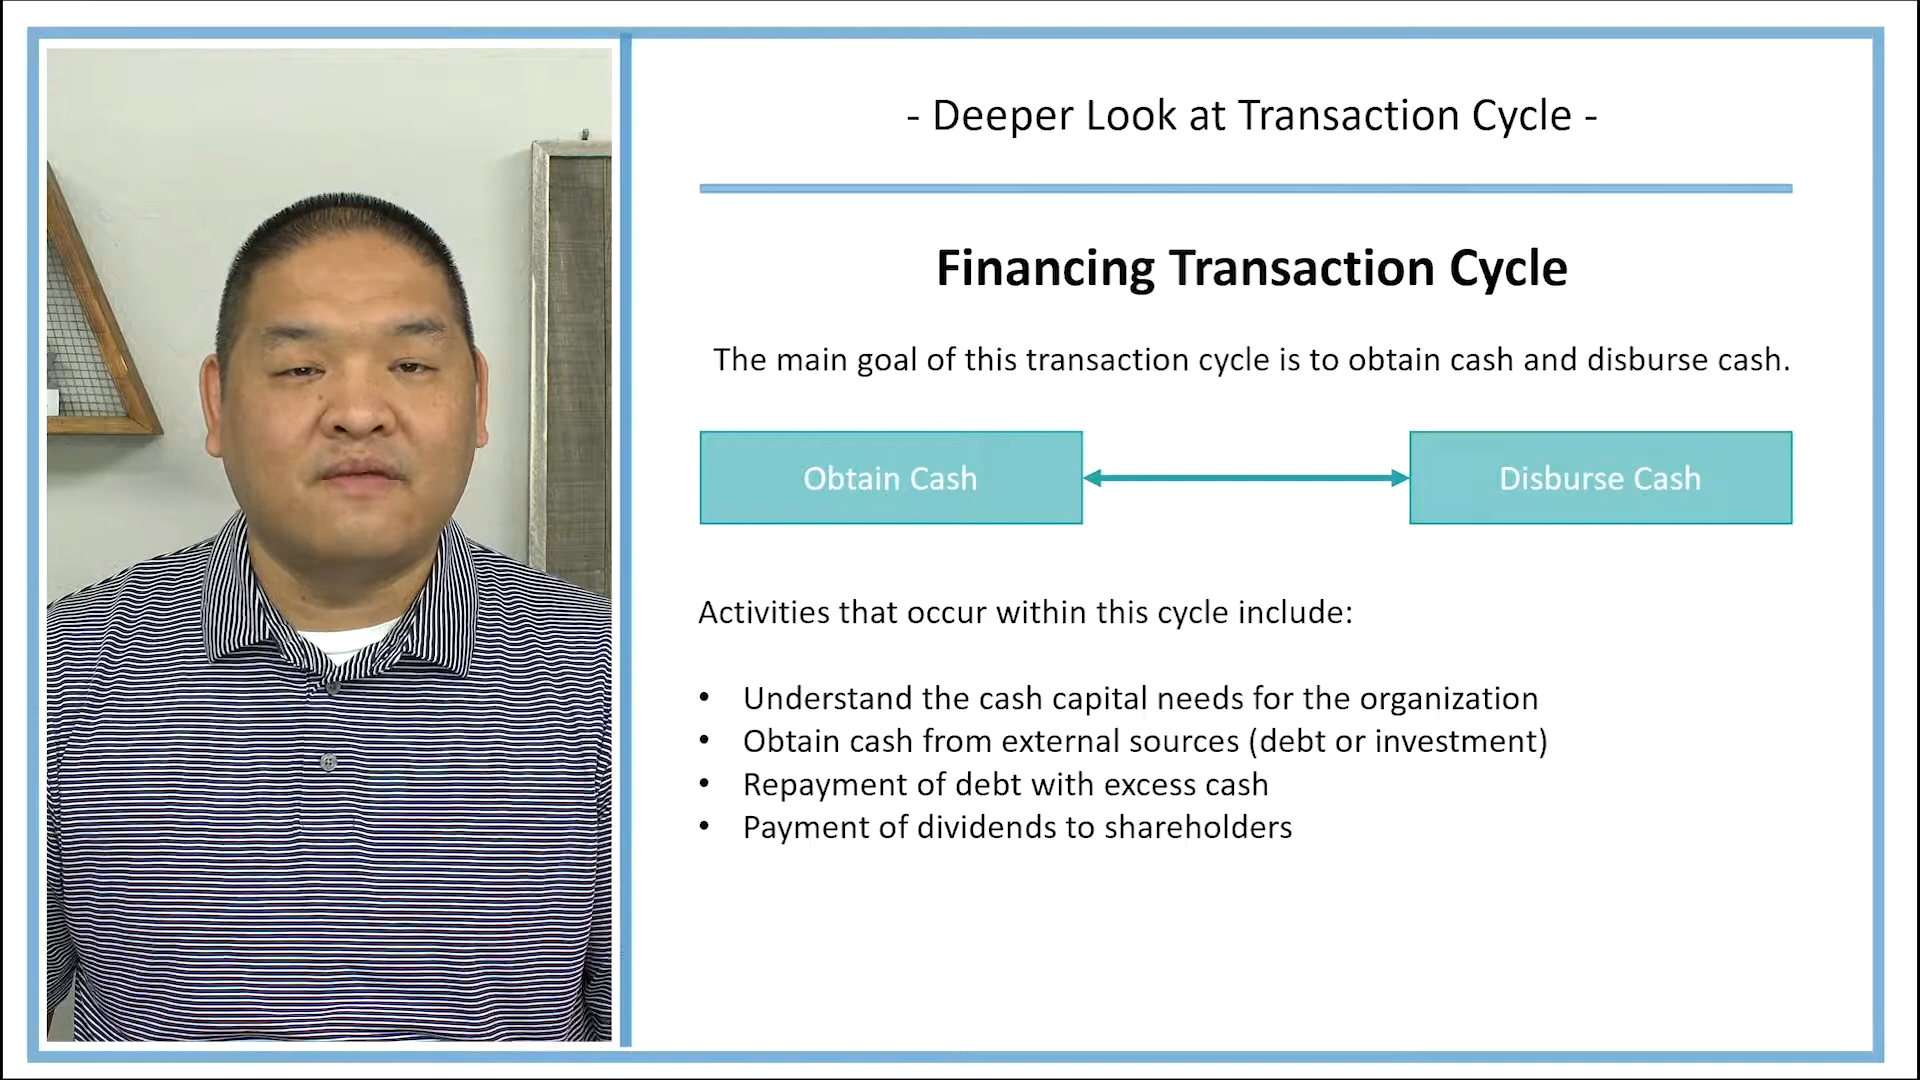 - Deeper Look at Transaction Cycle -
Financing Transaction Cycle
The main goal of this transaction cycle is to obtain cash and disburse cash.
Obtain Cash
Disburse Cash
Activities that occur within this cycle include:
• Understand the cash capital needs for the organization
• Obtain cash from external sources (debt or investment)
• Repayment of debt with excess cash
• Payment of dividends to shareholders